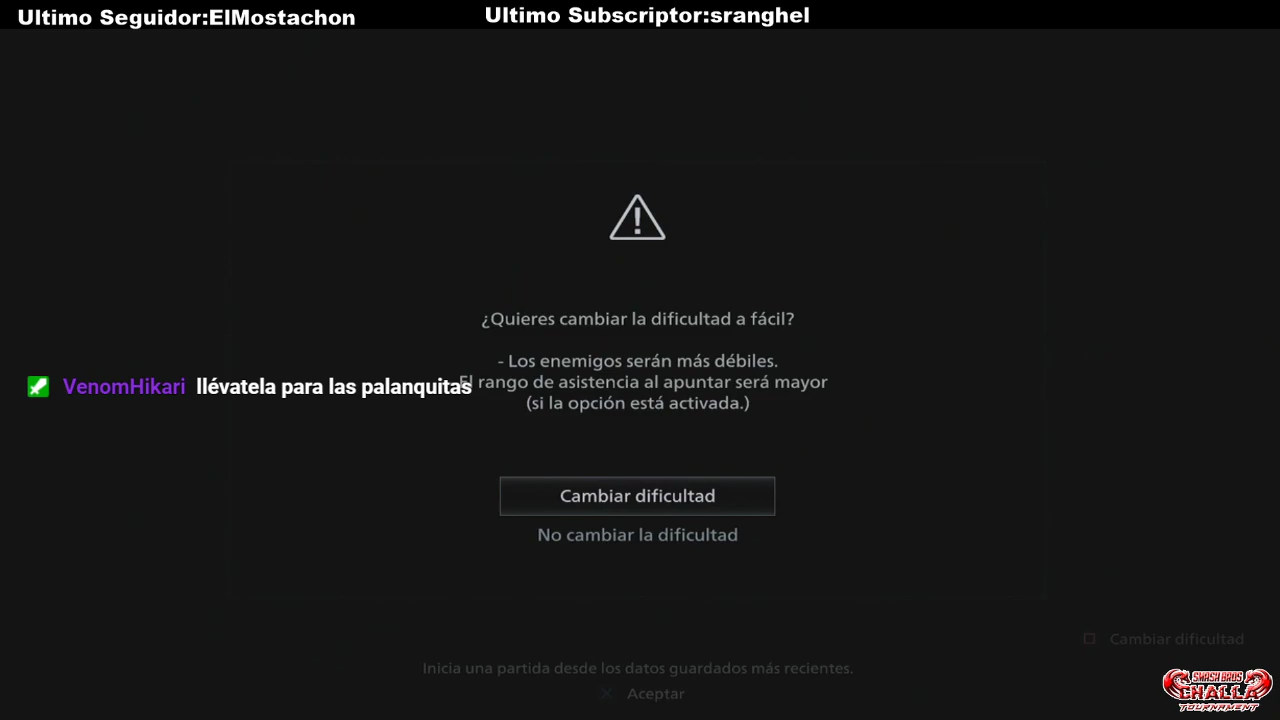 Ultimo Seguidor:ElMostachon
Ultimo Subscriptor:sranghel
¿Quieres cambiar la dificultad a fácil?
- Los enemigos serán más débiles.
VenomHikari llévatela para las palanquitas
El rango de asistencia al apuntar será mayor
(si la opción está activada.)
Cambiar dificultad
No cambiar la dificultad
Cambiar dificultad
Inicia una partida desde los datos guardados más recientes.
Aceptar
SMASH BROS
CHALLA
TOURNAMENT